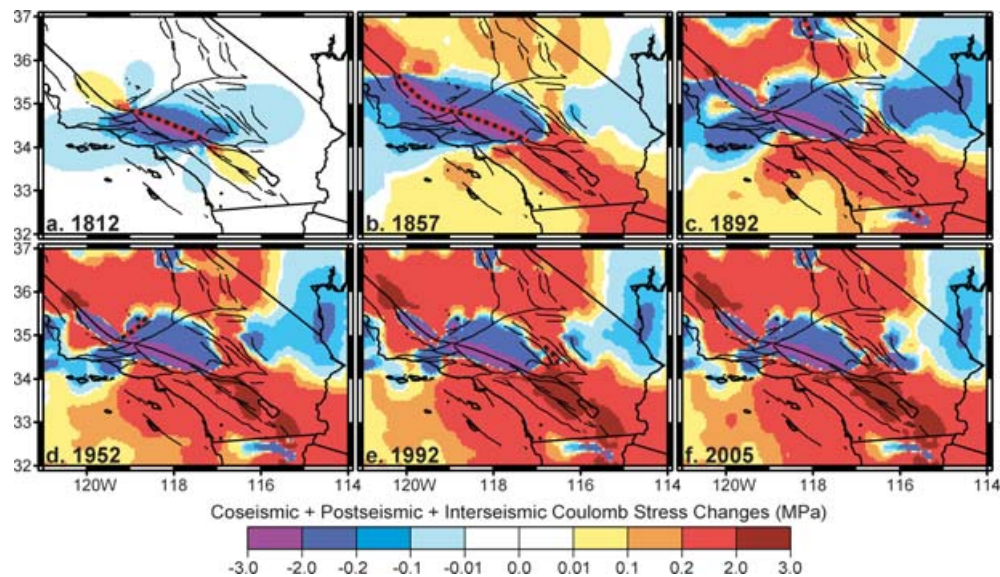 37
36
35
34
33
32
a. 1812
b. 1857
c. 1892
37
36
35
34
33
32
d. 1952
e. 1992
f. 2005
120W 118 116 114 120W 118 116 114 120W 118 116 114
Coseismic + Postseismic + Interseismic Coulomb Stress Changes (MPa)
-3.0 -2.0 -0.2 -0.1 -0.01 0.0 0.01 0.1 0.2 2.0 3.0